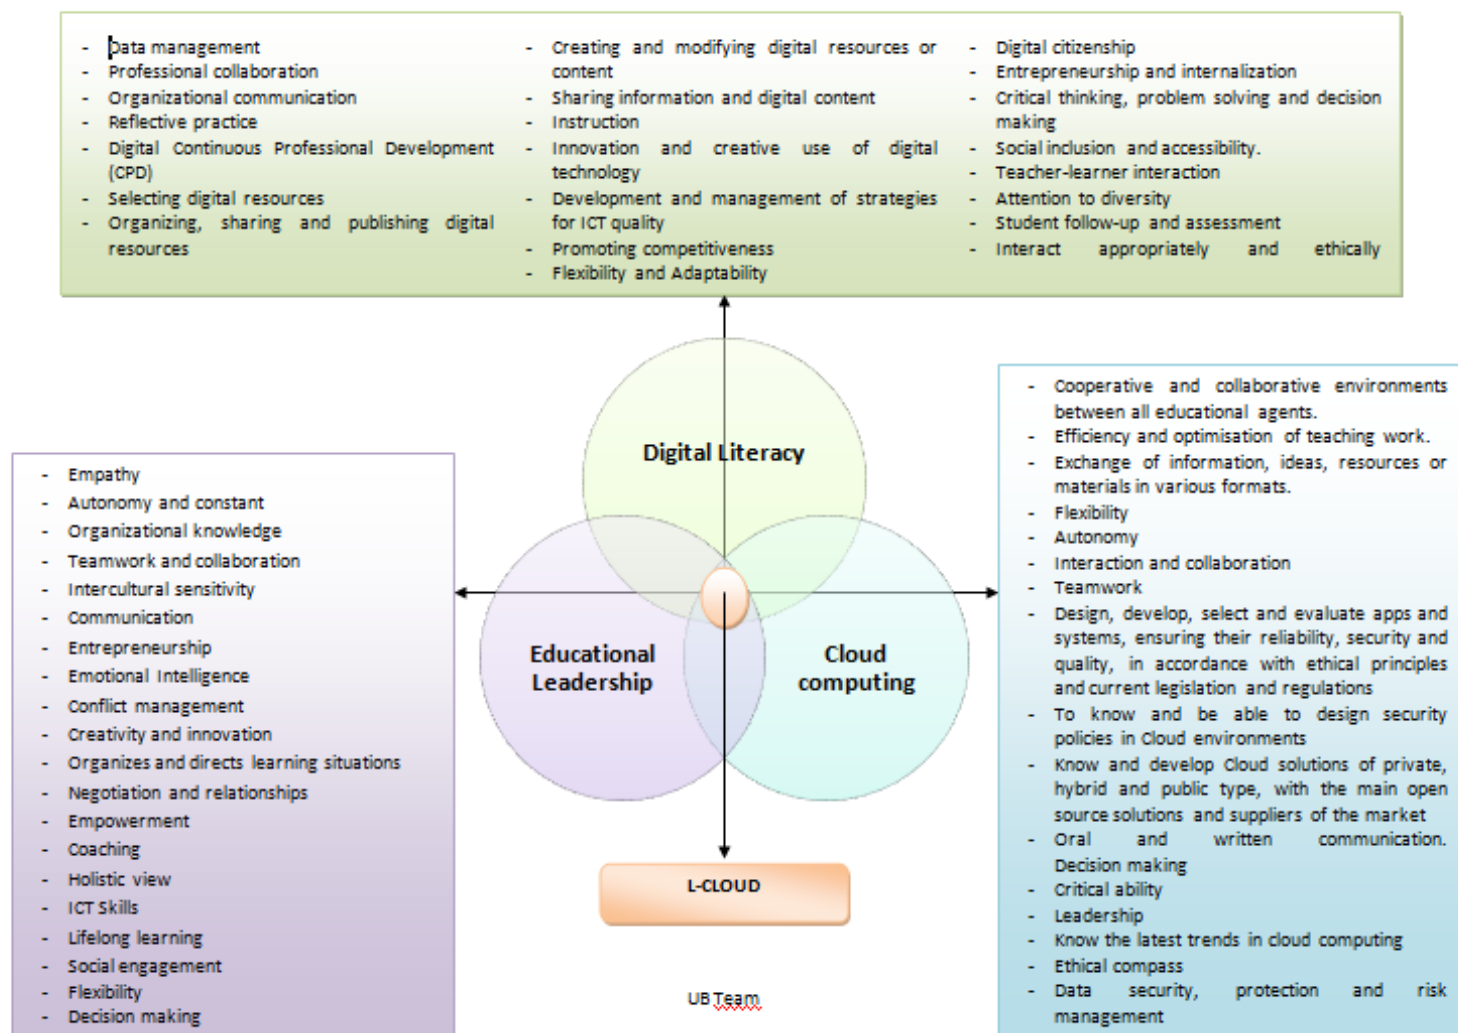 - Data management
- Professional collaboration
- Organizational communication
- Reflective practice
- Digital Continuous Professional Development
(CPD)
- Selecting digital resources
- Organizing, sharing and publishing digital
resources
- Creating and modifying digital resources or
content
- Sharing information and digital content
- Instruction
- Innovation and creative use of digital
technology
- Development and management of strategies
for ICT quality
- Promoting competitiveness
- Flexibility and Adaptability
- Digital citizenship
- Entrepreneurship and internalization
- Critical thinking, problem solving and decision
making
- Social inclusion and accessibility.
- Teacher-learner interaction
- Attention to diversity
- Student follow-up and assessment
- Interact appropriately and ethically
Digital Literacy
Educational
Leadership
Cloud
computing
- Empathy
- Autonomy and constant
- Organizational knowledge
- Teamwork and collaboration
- Intercultural sensitivity
- Communication
- Entrepreneurship
- Emotional Intelligence
- Conflict management
- Creativity and innovation
- Organizes and directs learning situations
- Negotiation and relationships
- Empowerment
- Coaching
- Holistic view
- ICT Skills
- Lifelong learning
- Social engagement
- Flexibility
- Decision making
- Cooperative and collaborative environments
between all educational agents.
- Efficiency and optimisation of teaching work.
- Exchange of information, ideas, resources or
materials in various formats.
- Flexibility
- Autonomy
- Interaction and collaboration
- Teamwork
- Design, develop, select and evaluate apps and
systems, ensuring their reliability, security and
quality, in accordance with ethical principles
and current legislation and regulations
- To know and be able to design security
policies in Cloud environments
- Know and develop Cloud solutions of private,
hybrid and public type, with the main open
source solutions and suppliers of the market
- Oral and written communication.
Decision making
- Critical ability
- Leadership
- Know the latest trends in cloud computing
- Ethical compass
- Data security, protection and risk
management
L-CLOUD
UB Team